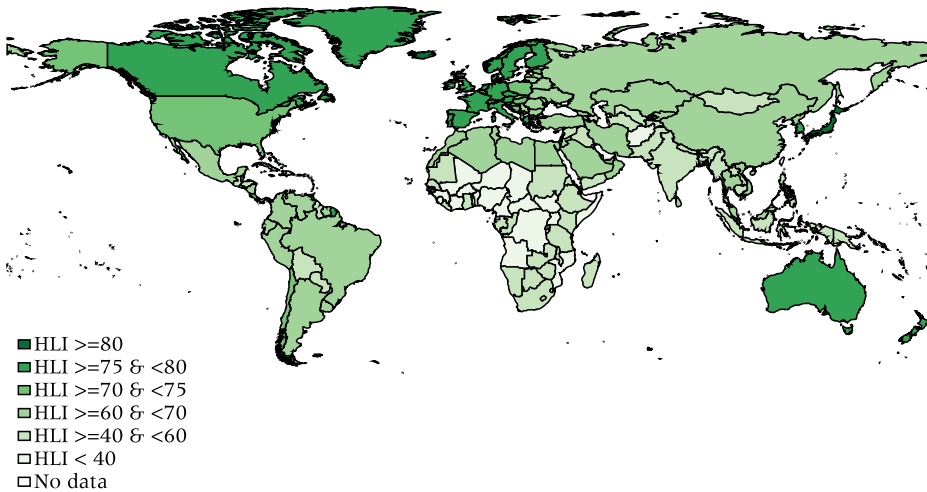 HLI >=80
HLI >=75 & <80
HLI >=70 & <75
HLI >=60 & <70
HLI >=40 & <60
HLI < 40
No data